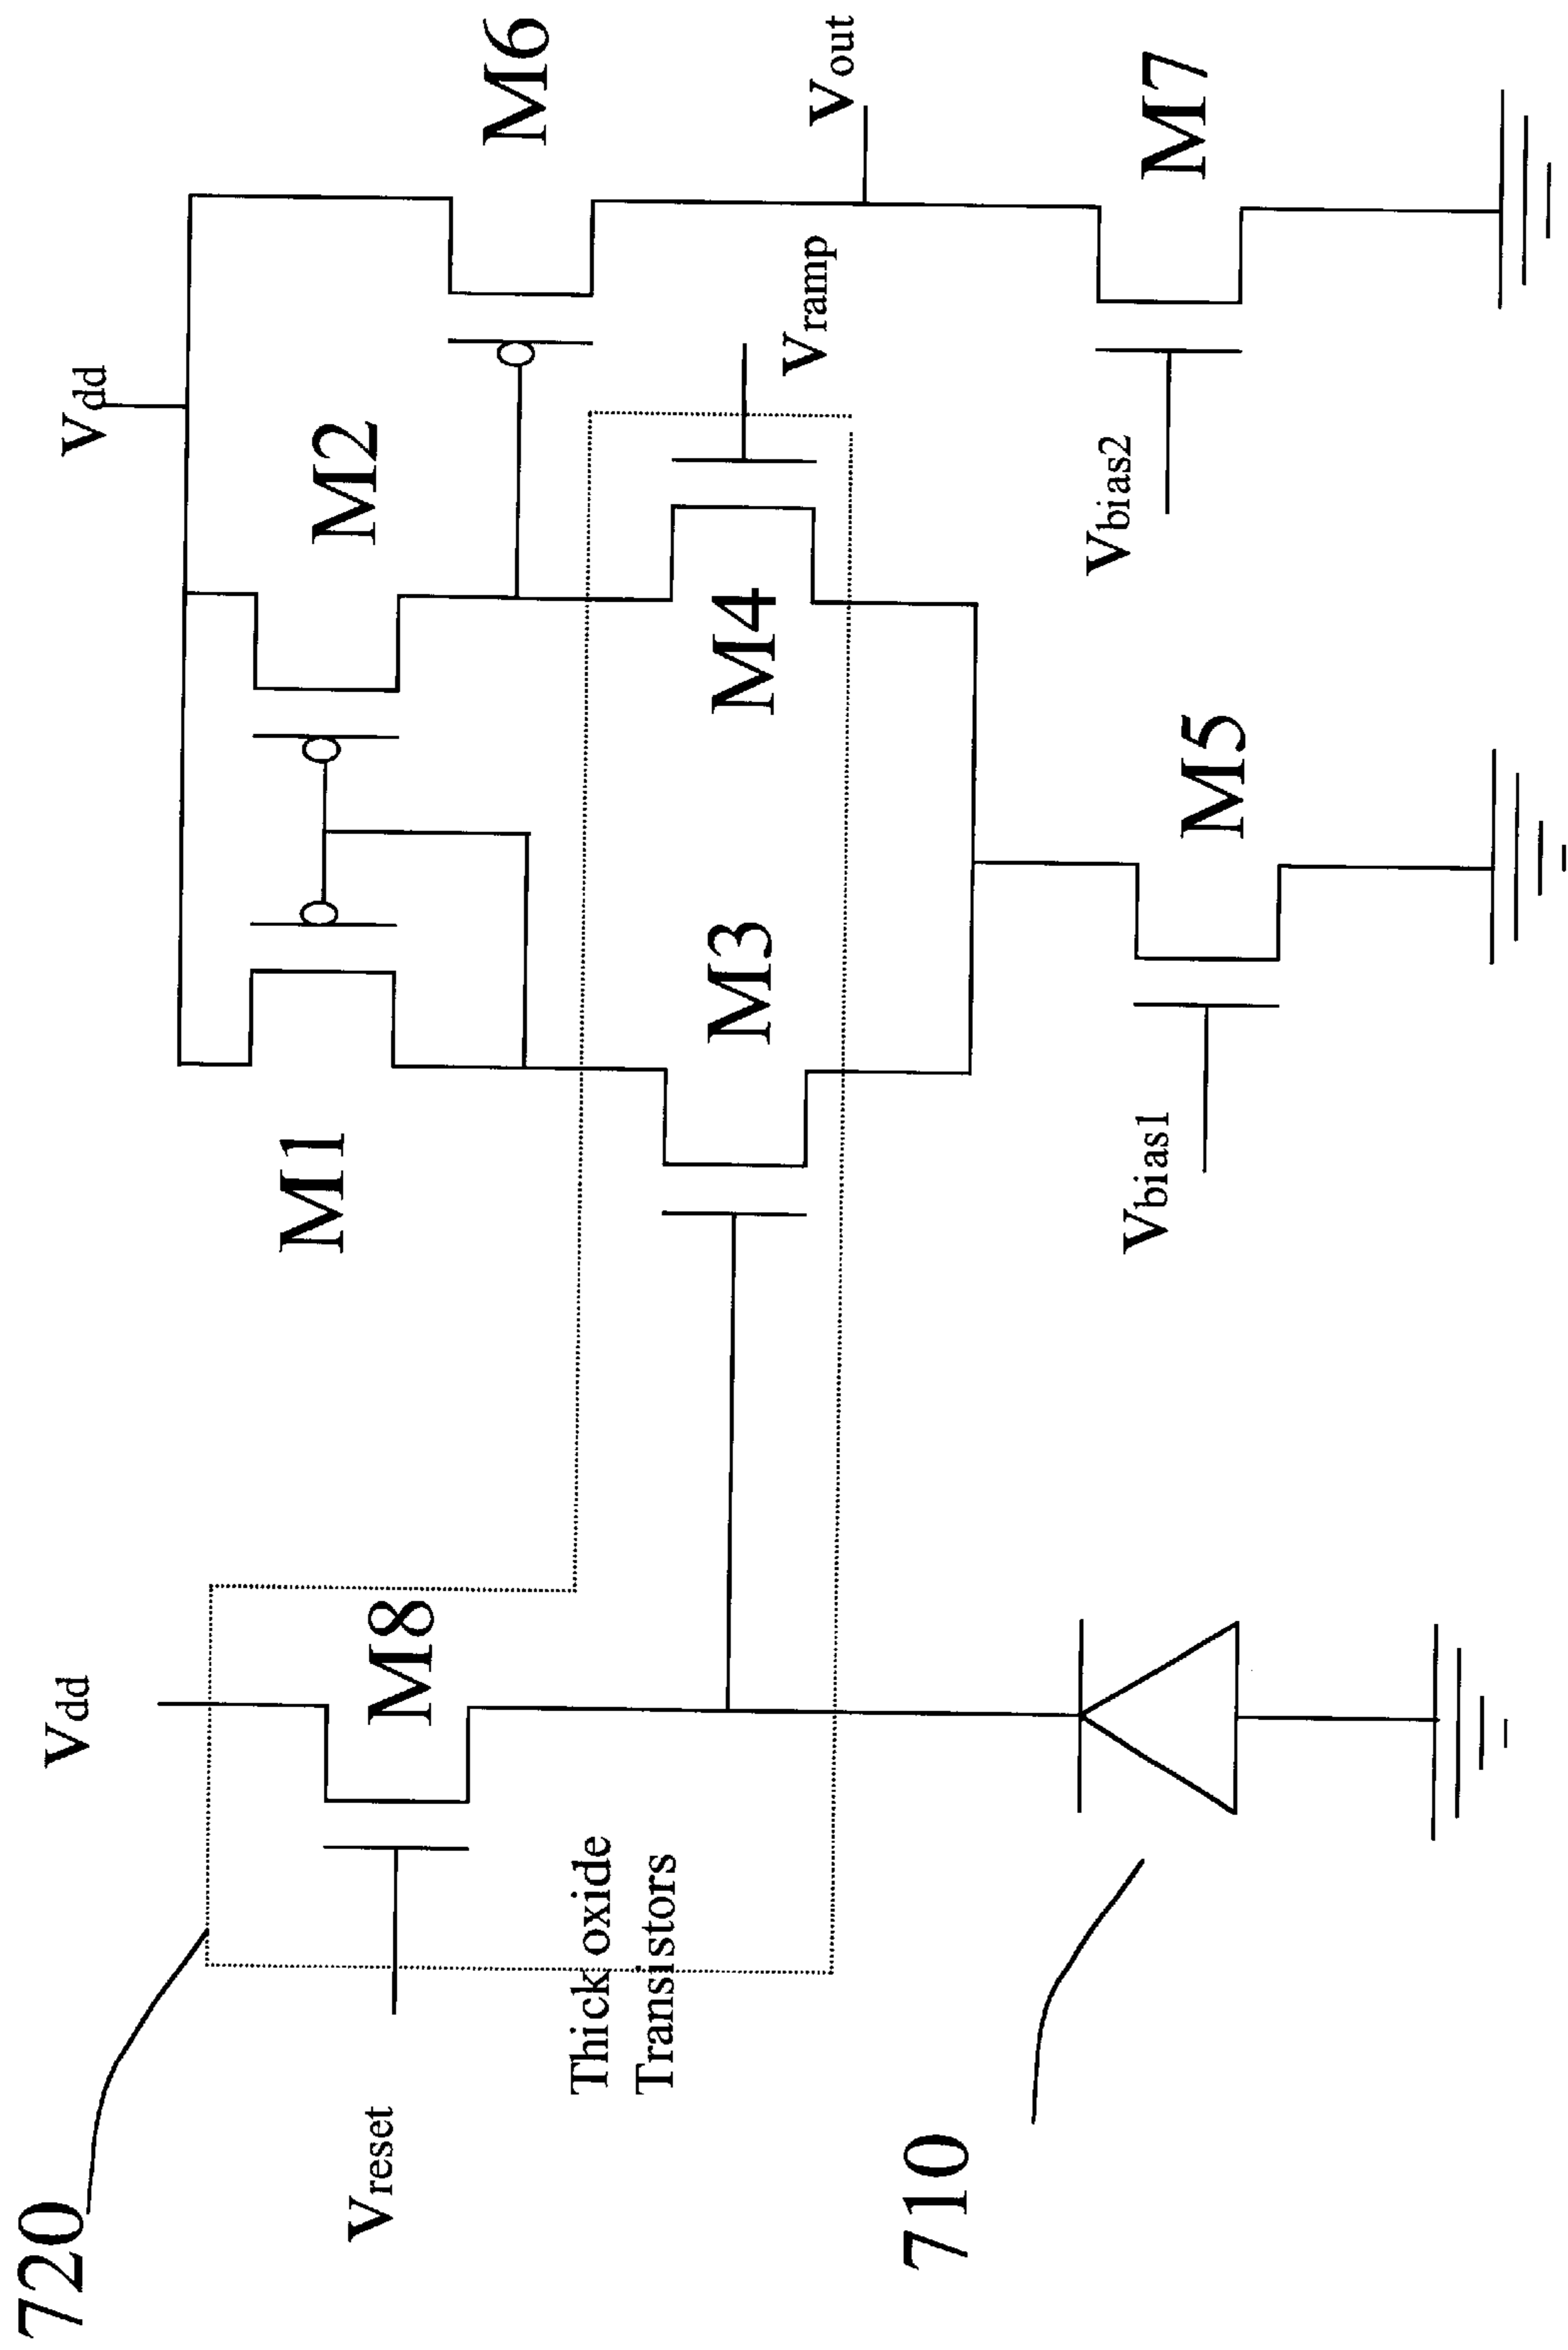 720
Vdd
Vdd
M8
M1
M2
M6
Vreset
Thick oxide
Transistors
M3
M4
Vramp
Vout
710
Vbias1
M5
Vbias2
M7